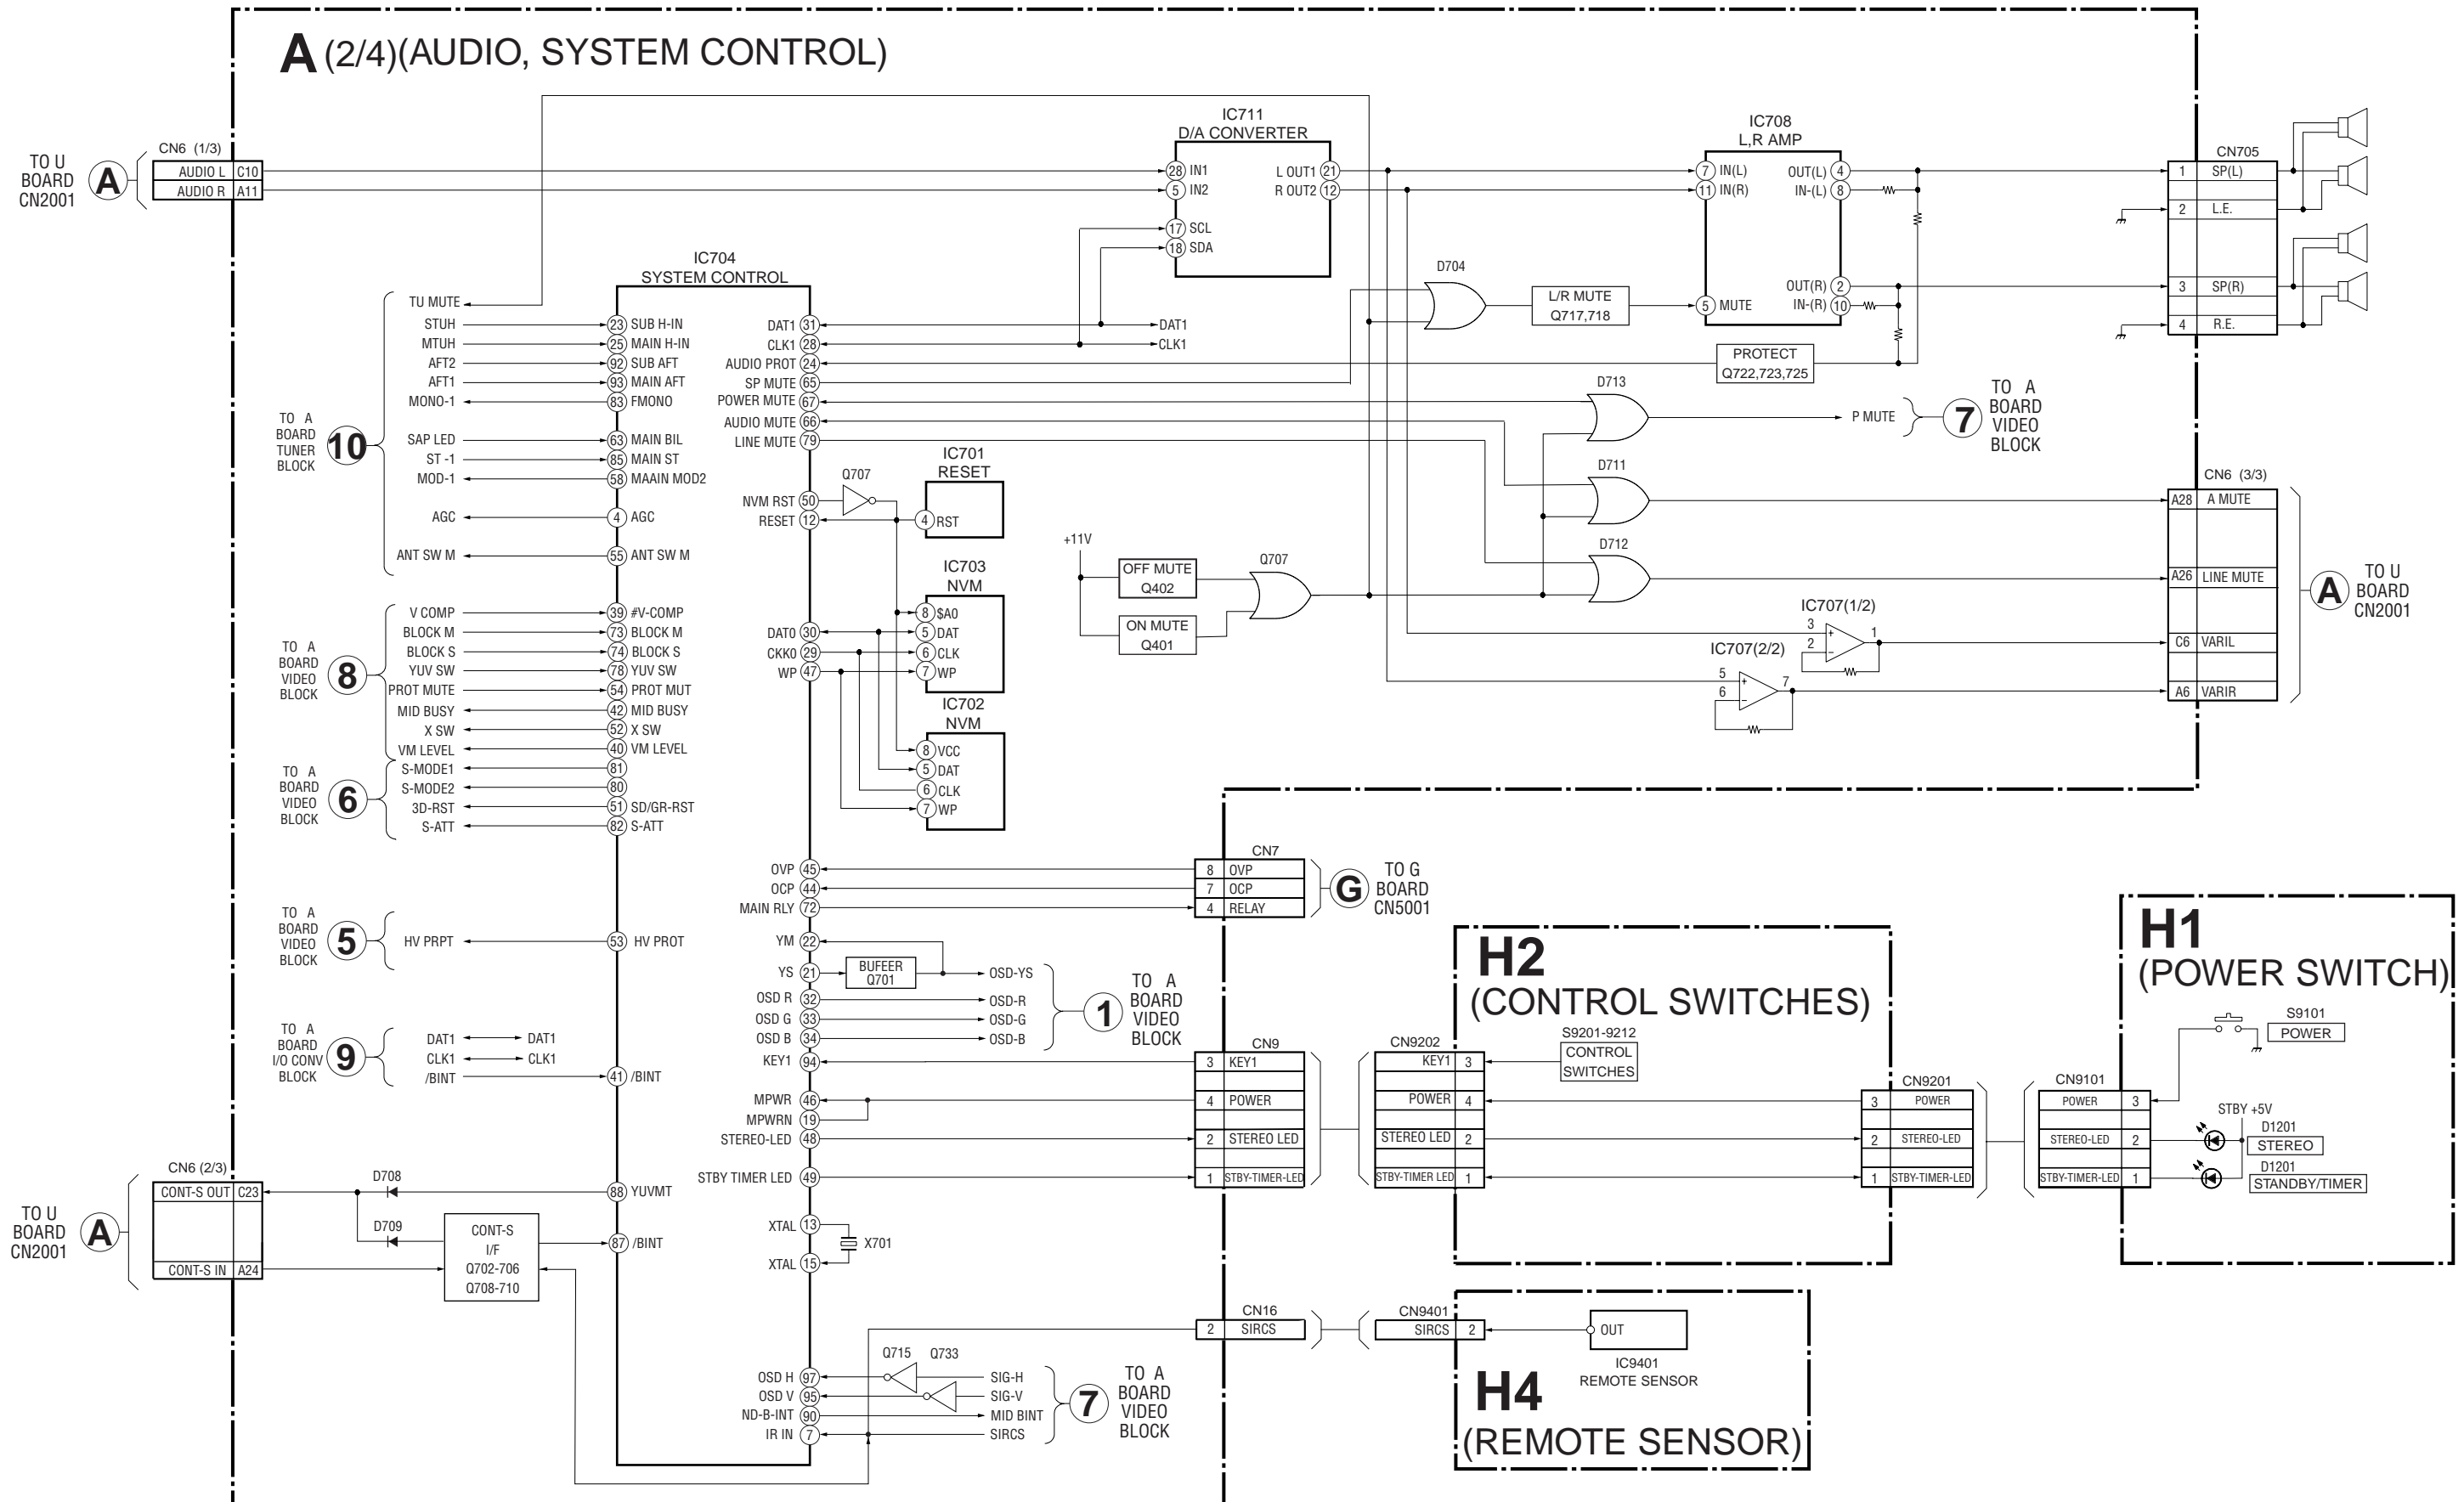 A (2/4)(AUDIO, SYSTEM CONTROL)
TO U
BOARD
CN2001
A
CN6 (1/3)
AUDIO L C10
AUDIO R A11
IC711
D/A CONVERTER
28 IN1
5 IN2
17 SCL
18 SDA
L OUT1 21
R OUT2 12
IC708
L,R AMP
7 IN(L)
11 IN(R)
5 MUTE
OUT(L) 4
IN-(L) 8
OUT(R) 2
IN-(R) 10
CN705
1 SP(L)
2 L.E.
3 SP(R)
4 R.E.
D704
L/R MUTE
Q717,718
PROTECT
Q722,723,725
IC704
SYSTEM CONTROL
TO A
BOARD
TUNER
BLOCK
10
TU MUTE
STUH 23 SUB H-IN
MTUH 25 MAIN H-IN
AFT2 92 SUB AFT
AFT1 93 MAIN AFT
MONO-1 83 FMONO
SAP LED 63 MAIN BIL
ST -1 85 MAIN ST
MOD-1 58 MAAIN MOD2
AGC 4 AGC
ANT SW M 55 ANT SW M
TO A
BOARD
VIDEO
BLOCK
8
V COMP 39 #V-COMP
BLOCK M 73 BLOCK M
BLOCK S 74 BLOCK S
YUV SW 78 YUV SW
PROT MUTE 54 PROT MUT
MID BUSY 42 MID BUSY
X SW 52 X SW
VM LEVEL 40 VM LEVEL
TO A
BOARD
VIDEO
BLOCK
6
S-MODE1 81
S-MODE2 80
3D-RST 51 SD/GR-RST
S-ATT 82 S-ATT
TO A
BOARD
VIDEO
BLOCK
5
HV PRPT 53 HV PROT
TO A
BOARD
I/O CONV
BLOCK
9
DAT1 DAT1
CLK1 CLK1
/BINT 41 /BINT
TO U
BOARD
CN2001
A
CN6 (2/3)
CONT-S OUT C23
CONT-S IN A24
D708
D709
CONT-S
I/F
Q702-706
Q708-710
88 YUVMT
87 /BINT
DAT1 31 DAT1
CLK1 28 CLK1
AUDIO PROT 24
SP MUTE 65
POWER MUTE 67
AUDIO MUTE 66
LINE MUTE 79
NVM RST 50
RESET 12
Q707
IC701
RESET
4 RST
DAT0 30
CKK0 29
WP 47
IC703
NVM
8 $A0
5 DAT
6 CLK
7 WP
IC702
NVM
8 VCC
5 DAT
6 CLK
7 WP
+11V
OFF MUTE
Q402
ON MUTE
Q401
Q707
D713
P MUTE
7
TO A
BOARD
VIDEO
BLOCK
D711
D712
IC707(1/2)
3
+
2
−
1
IC707(2/2)
5
+
6
−
7
CN6 (3/3)
A28 A MUTE
A26 LINE MUTE
C6 VARIL
A6 VARIR
A
TO U
BOARD
CN2001
OVP 45
OCP 44
MAIN RLY 72
CN7
8 OVP
7 OCP
4 RELAY
G
TO G
BOARD
CN5001
YM 22
YS 21
BUFEER
Q701
OSD-YS
OSD R 32 OSD-R
OSD G 33 OSD-G
OSD B 34 OSD-B
1
TO A
BOARD
VIDEO
BLOCK
KEY1 94
MPWR 46
MPWRN 19
STEREO-LED 48
STBY TIMER LED 49
CN9
3 KEY1
4 POWER
2 STEREO LED
1 STBY-TIMER-LED
H2
(CONTROL SWITCHES)
CN9202
KEY1 3
POWER 4
STEREO LED 2
STBY-TIMER LED 1
S9201-9212
CONTROL
SWITCHES
CN9201
3 POWER
2 STEREO-LED
1 STBY-TIMER-LED
H1
(POWER SWITCH)
CN9101
POWER 3
STEREO-LED 2
STBY-TIMER-LED 1
S9101
POWER
STBY +5V
D1201
STEREO
D1201
STANDBY/TIMER
XTAL 13
X701
XTAL 15
CN16
2 SIRCS
CN9401
SIRCS 2
OUT
IC9401
REMOTE SENSOR
H4
(REMOTE SENSOR)
Q715 Q733
OSD H 97 SIG-H
OSD V 95 SIG-V
ND-B-INT 90 MID BINT
IR IN 7 SIRCS
7
TO A
BOARD
VIDEO
BLOCK